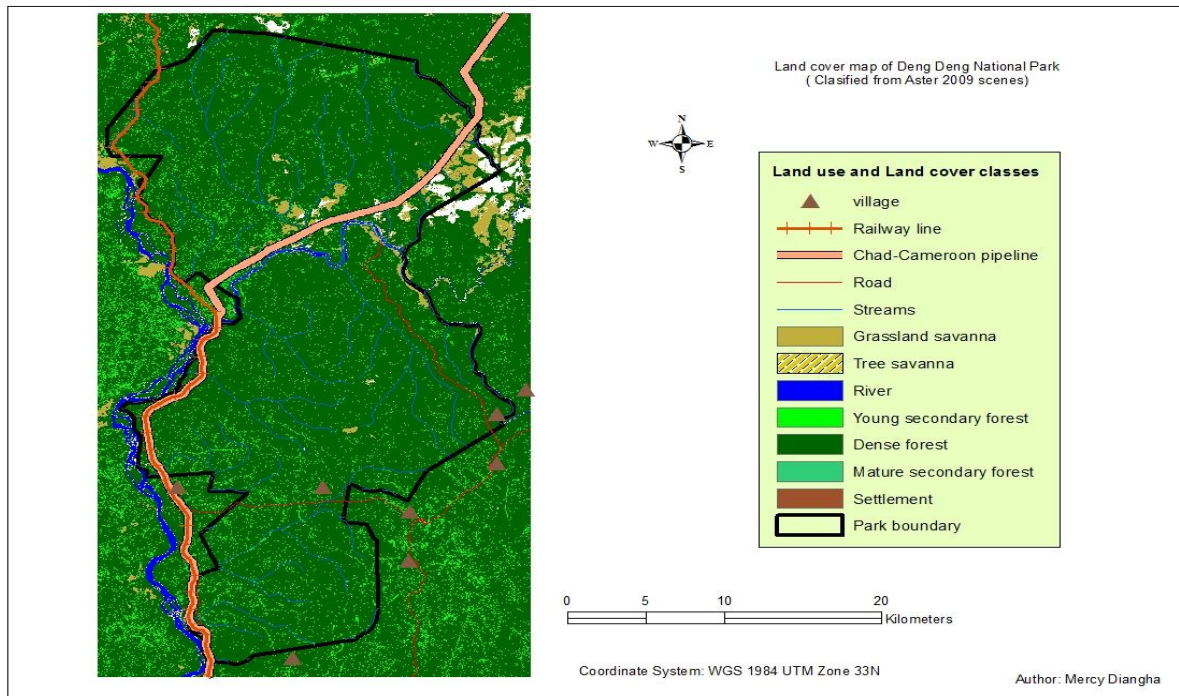 Land cover map of Deng Deng National Park
( Clasified from Aster 2009 scenes)
N
W E
S
Land use and Land cover classes
village
Railway line
Chad-Cameroon pipeline
Road
Streams
Grassland savanna
Tree savanna
River
Young secondary forest
Dense forest
Mature secondary forest
Settlement
Park boundary
0 5 10 20
Kilometers
Coordinate System: WGS 1984 UTM Zone 33N
Author: Mercy Diangha